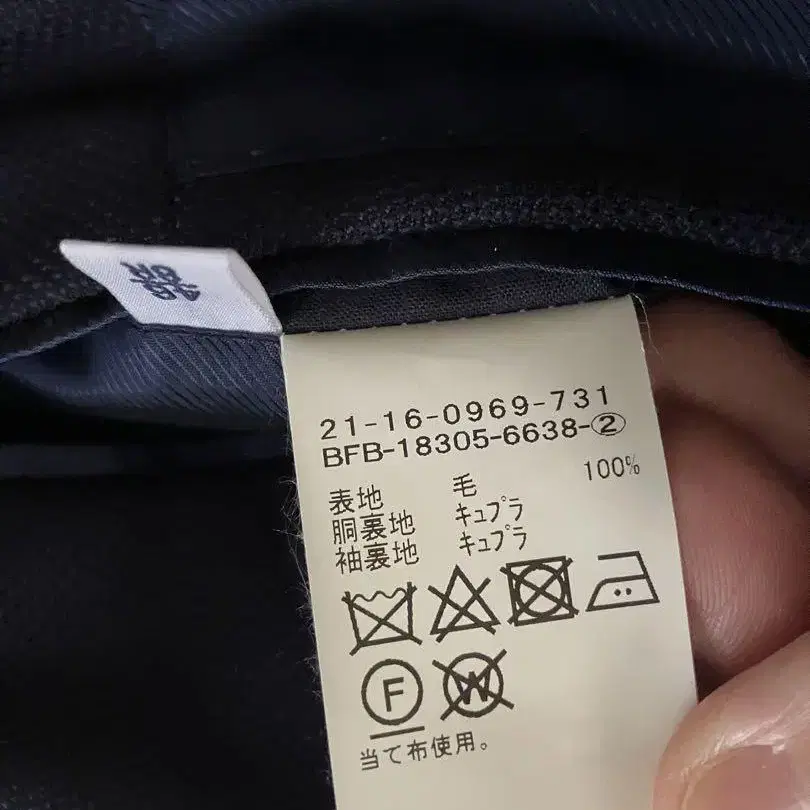 21-16-0969-731
BFB-18305-6638-②
表地 毛 100%
胴裏地 キュプラ
袖裏地 キュプラ
F W
当て布使用。